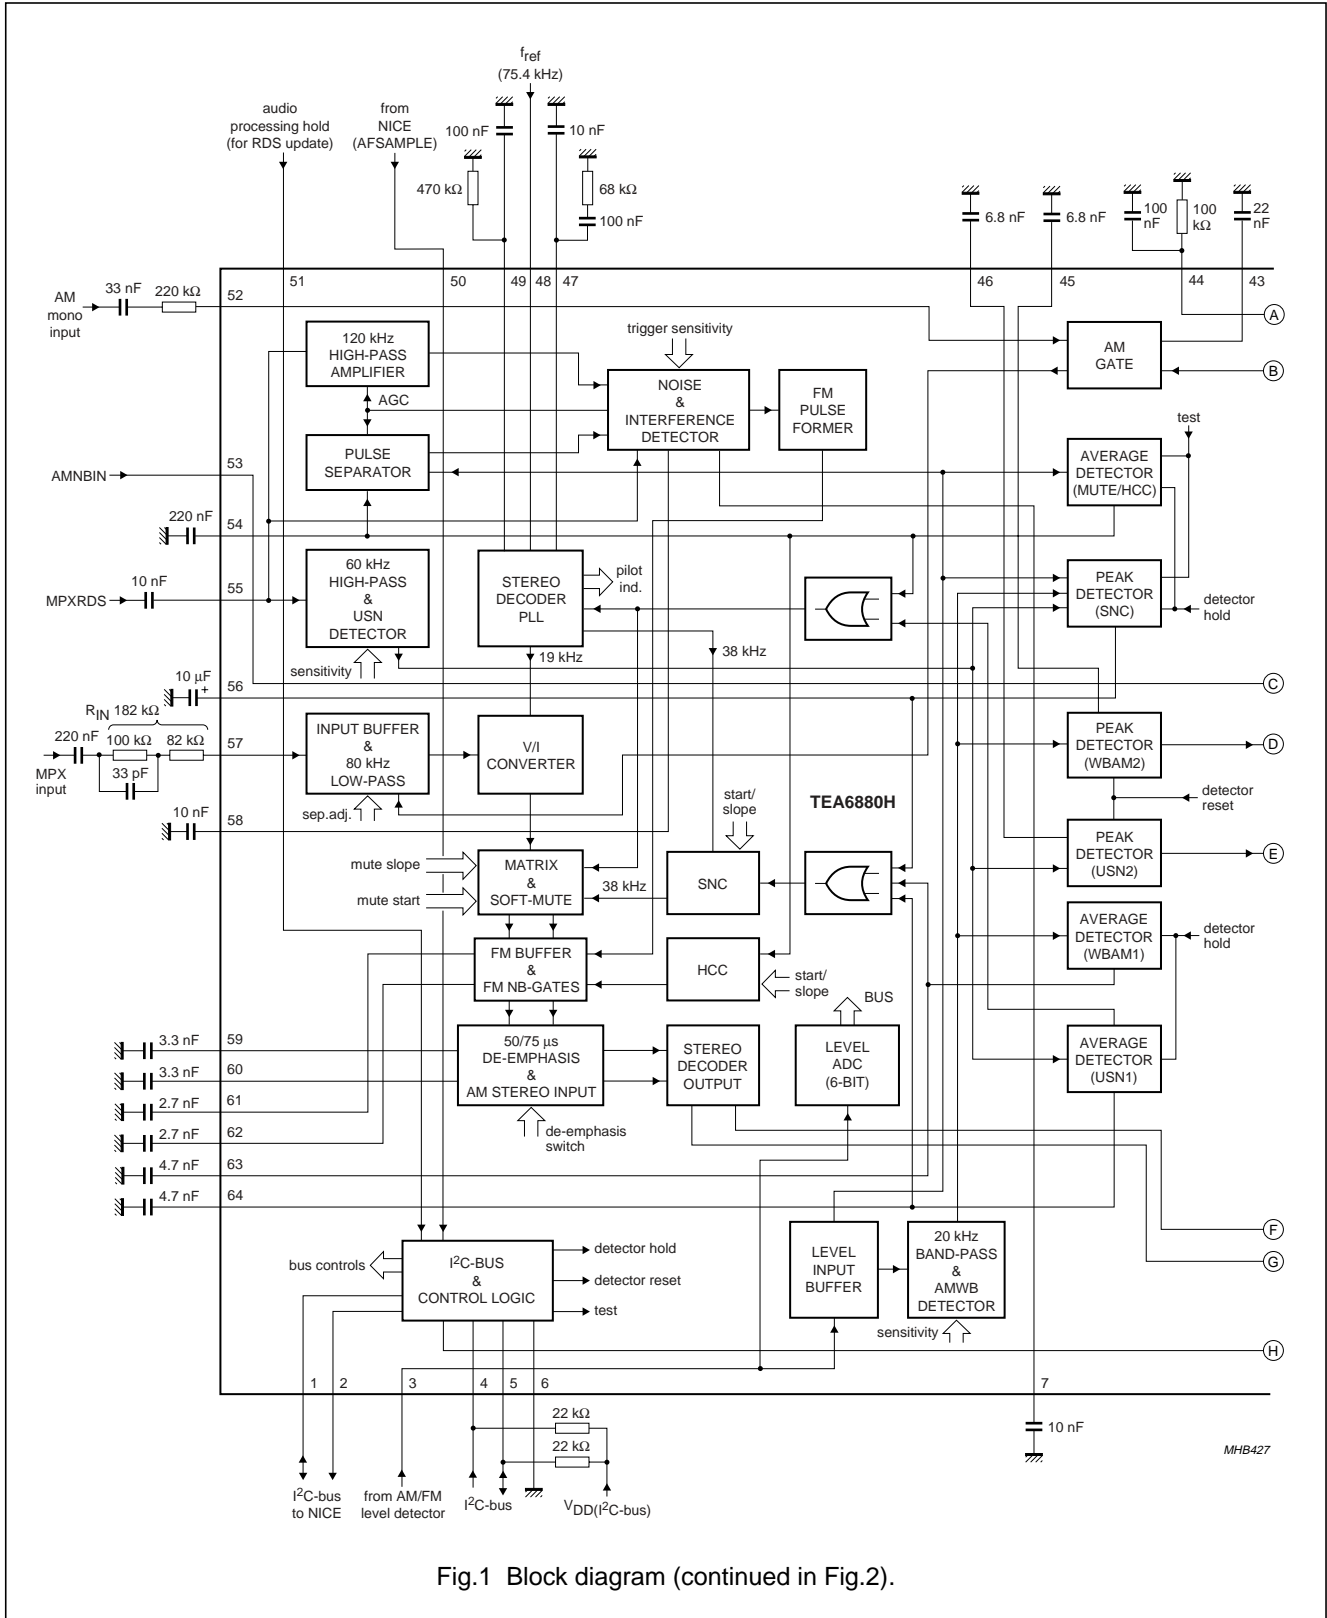 fref
(75.4 kHz)
audio
processing hold
(for RDS update)
from
NICE
(AFSAMPLE)
100 nF
10 nF
470 kΩ
68 kΩ
100 nF
6.8 nF
6.8 nF
100
nF
100
kΩ
22
nF
51
50
49
48
47
46
45
44
43
AM
mono
input
33 nF
220 kΩ
52
A
120 kHz
HIGH-PASS
AMPLIFIER
trigger sensitivity
AM
GATE
B
NOISE
&
INTERFERENCE
DETECTOR
FM
PULSE
FORMER
AGC
test
PULSE
SEPARATOR
AVERAGE
DETECTOR
(MUTE/HCC)
AMNBIN
53
220 nF
54
60 kHz
HIGH-PASS
&
USN
DETECTOR
STEREO
DECODER
PLL
pilot
ind.
PEAK
DETECTOR
(SNC)
detector
hold
MPXRDS
10 nF
55
sensitivity
19 kHz
38 kHz
10 µF
+
56
C
RIN
182 kΩ
220 nF
100 kΩ
82 kΩ
57
33 pF
MPX
input
INPUT BUFFER
&
80 kHz
LOW-PASS
V/I
CONVERTER
PEAK
DETECTOR
(WBAM2)
D
sep.adj.
start/
slope
TEA6880H
detector
reset
10 nF
58
PEAK
DETECTOR
(USN2)
E
mute slope
mute start
MATRIX
&
SOFT-MUTE
38 kHz
SNC
AVERAGE
DETECTOR
(WBAM1)
detector
hold
FM BUFFER
&
FM NB-GATES
HCC
start/
slope
BUS
3.3 nF
59
3.3 nF
60
2.7 nF
61
2.7 nF
62
4.7 nF
63
4.7 nF
64
50/75 µs
DE-EMPHASIS
&
AM STEREO INPUT
STEREO
DECODER
OUTPUT
LEVEL
ADC
(6-BIT)
AVERAGE
DETECTOR
(USN1)
de-emphasis
switch
F
G
bus controls
I2C-BUS
&
CONTROL LOGIC
detector hold
detector reset
test
LEVEL
INPUT
BUFFER
20 kHz
BAND-PASS
&
AMWB
DETECTOR
sensitivity
H
1
2
3
4
5
6
7
22 kΩ
22 kΩ
10 nF
I2C-bus
to NICE
from AM/FM
level detector
I2C-bus
VDD(I2C-bus)
MHB427
Fig.1 Block diagram (continued in Fig.2).